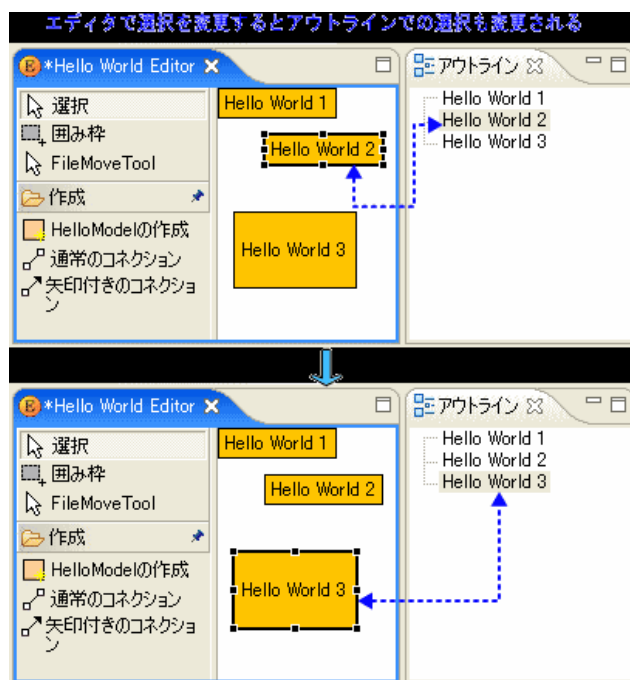 エディタで選択を変更するとアウトラインでの選択も変更される
*Hello World Editor
アウトライン
選択
囲み枠
FileMoveTool
作成
HelloModelの作成
通常のコネクション
矢印付きのコネクショ
ン
Hello World 1
Hello World 2
Hello World 3
Hello World 1
Hello World 2
Hello World 3
*Hello World Editor
アウトライン
選択
囲み枠
FileMoveTool
作成
HelloModelの作成
通常のコネクション
矢印付きのコネクショ
ン
Hello World 1
Hello World 2
Hello World 3
Hello World 1
Hello World 2
Hello World 3